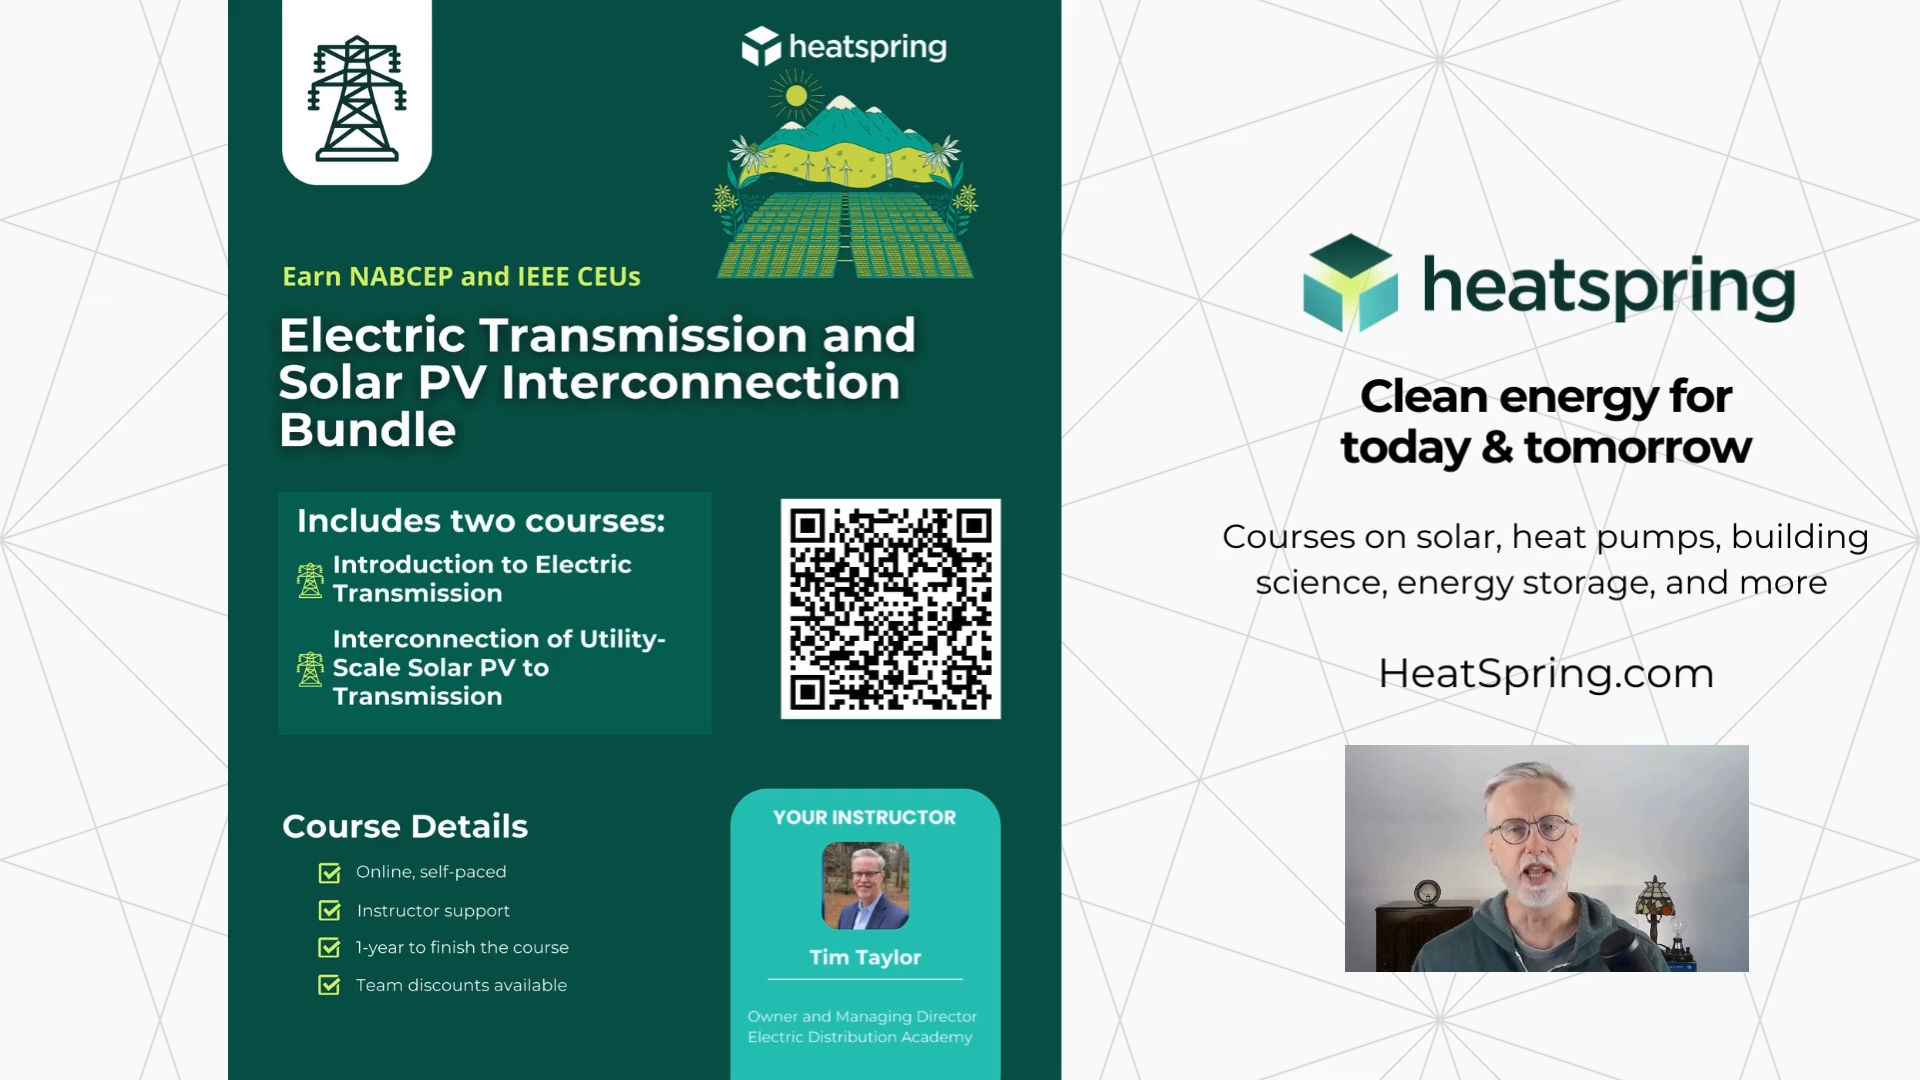 heatspring
Earn NABCEP and IEEE CEUs
Electric Transmission and
Solar PV Interconnection
Bundle
Includes two courses:
Introduction to Electric
Transmission
Interconnection of Utility-
Scale Solar PV to
Transmission
Course Details
Online, self-paced
Instructor support
1-year to finish the course
Team discounts available
YOUR INSTRUCTOR
Tim Taylor
Owner and Managing Director
Electric Distribution Academy
heatspring
Clean energy for
today & tomorrow
Courses on solar, heat pumps, building
science, energy storage, and more
HeatSpring.com